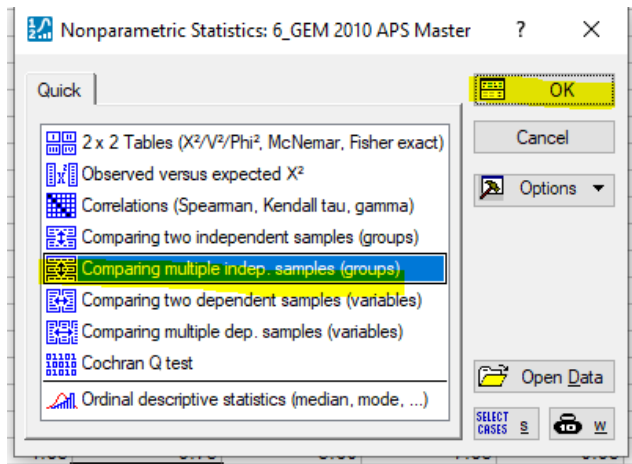 Nonparametric Statistics: 6_GEM 2010 APS Master ? ×
Quick
OK
2 x 2 Tables (X²/V²/Phi², McNemar, Fisher exact)
Cancel
Observed versus expected X²
Options
Correlations (Spearman, Kendall tau, gamma)
Comparing two independent samples (groups)
Comparing multiple indep. samples (groups)
Comparing two dependent samples (variables)
Comparing multiple dep. samples (variables)
Cochran Q test
Open Data
Ordinal descriptive statistics (median, mode, ...)
SELECT
CASES S W